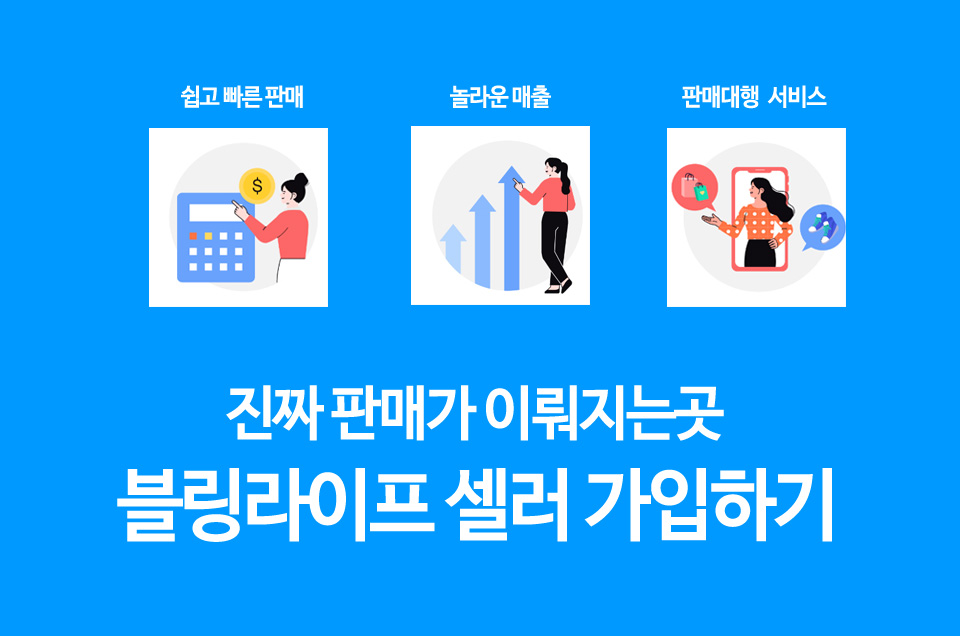 쉽고 빠른 판매
놀라운 매출
판매대행 서비스
$
진짜 판매가 이뤄지는곳
블링라이프 셀러 가입하기